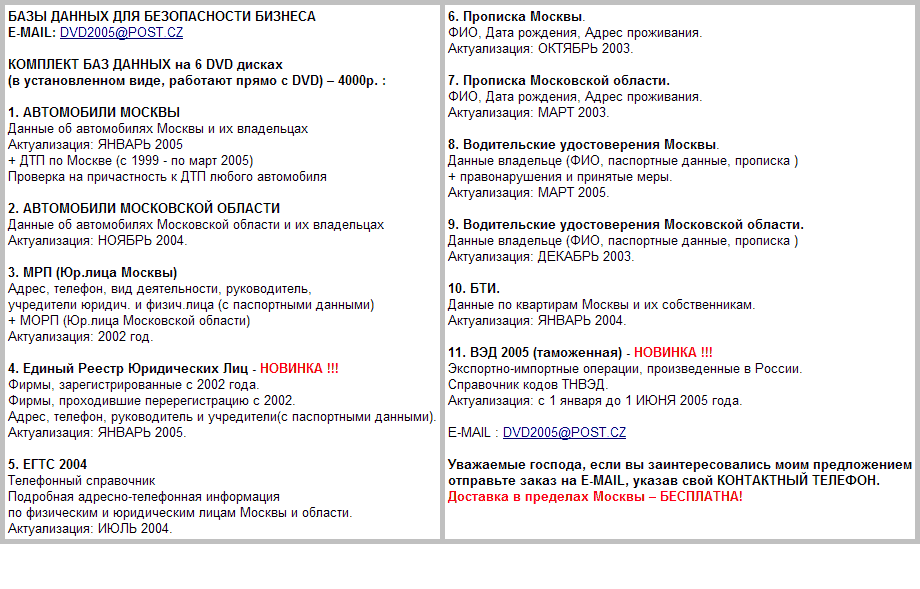 БАЗЫ ДАННЫХ ДЛЯ БЕЗОПАСНОСТИ БИЗНЕСА
E-MAIL: DVD2005@POST.CZ
КОМПЛЕКТ БАЗ ДАННЫХ на 6 DVD дисках
(в установленном виде, работают прямо с DVD) – 4000р. :
1. АВТОМОБИЛИ МОСКВЫ
Данные об автомобилях Москвы и их владельцах
Актуализация: ЯНВАРЬ 2005
+ ДТП по Москве (с 1999 - по март 2005)
Проверка на причастность к ДТП любого автомобиля
2. АВТОМОБИЛИ МОСКОВСКОЙ ОБЛАСТИ
Данные об автомобилях Московской области и их владельцах
Актуализация: НОЯБРЬ 2004.
3. МРП (Юр.лица Москвы)
Адрес, телефон, вид деятельности, руководитель,
учредители юридич. и физич.лица (с паспортными данными)
+ МОРП (Юр.лица Московской области)
Актуализация: 2002 год.
4. Единый Реестр Юридических Лиц - НОВИНКА !!!
Фирмы, зарегистрированные с 2002 года.
Фирмы, проходившие перерегистрацию с 2002.
Адрес, телефон, руководитель и учредители(с паспортными данными).
Актуализация: ЯНВАРЬ 2005.
5. ЕГТС 2004
Телефонный справочник
Подробная адресно-телефонная информация
по физическим и юридическим лицам Москвы и области.
Актуализация: ИЮЛЬ 2004.
6. Прописка Москвы.
ФИО, Дата рождения, Адрес проживания.
Актуализация: ОКТЯБРЬ 2003.
7. Прописка Московской области.
ФИО, Дата рождения, Адрес проживания.
Актуализация: МАРТ 2003.
8. Водительские удостоверения Москвы.
Данные владельце (ФИО, паспортные данные, прописка )
+ правонарушения и принятые меры.
Актуализация: МАРТ 2005.
9. Водительские удостоверения Московской области.
Данные владельце (ФИО, паспортные данные, прописка )
Актуализация: ДЕКАБРЬ 2003.
10. БТИ.
Данные по квартирам Москвы и их собственникам.
Актуализация: ЯНВАРЬ 2004.
11. ВЭД 2005 (таможенная) - НОВИНКА !!!
Экспортно-импортные операции, произведенные в России.
Справочник кодов ТНВЭД.
Актуализация: с 1 января до 1 ИЮНЯ 2005 года.
E-MAIL : DVD2005@POST.CZ
Уважаемые господа, если вы заинтересовались моим предложением
отправьте заказ на E-MAIL, указав свой КОНТАКТНЫЙ ТЕЛЕФОН.
Доставка в пределах Москвы – БЕСПЛАТНА!